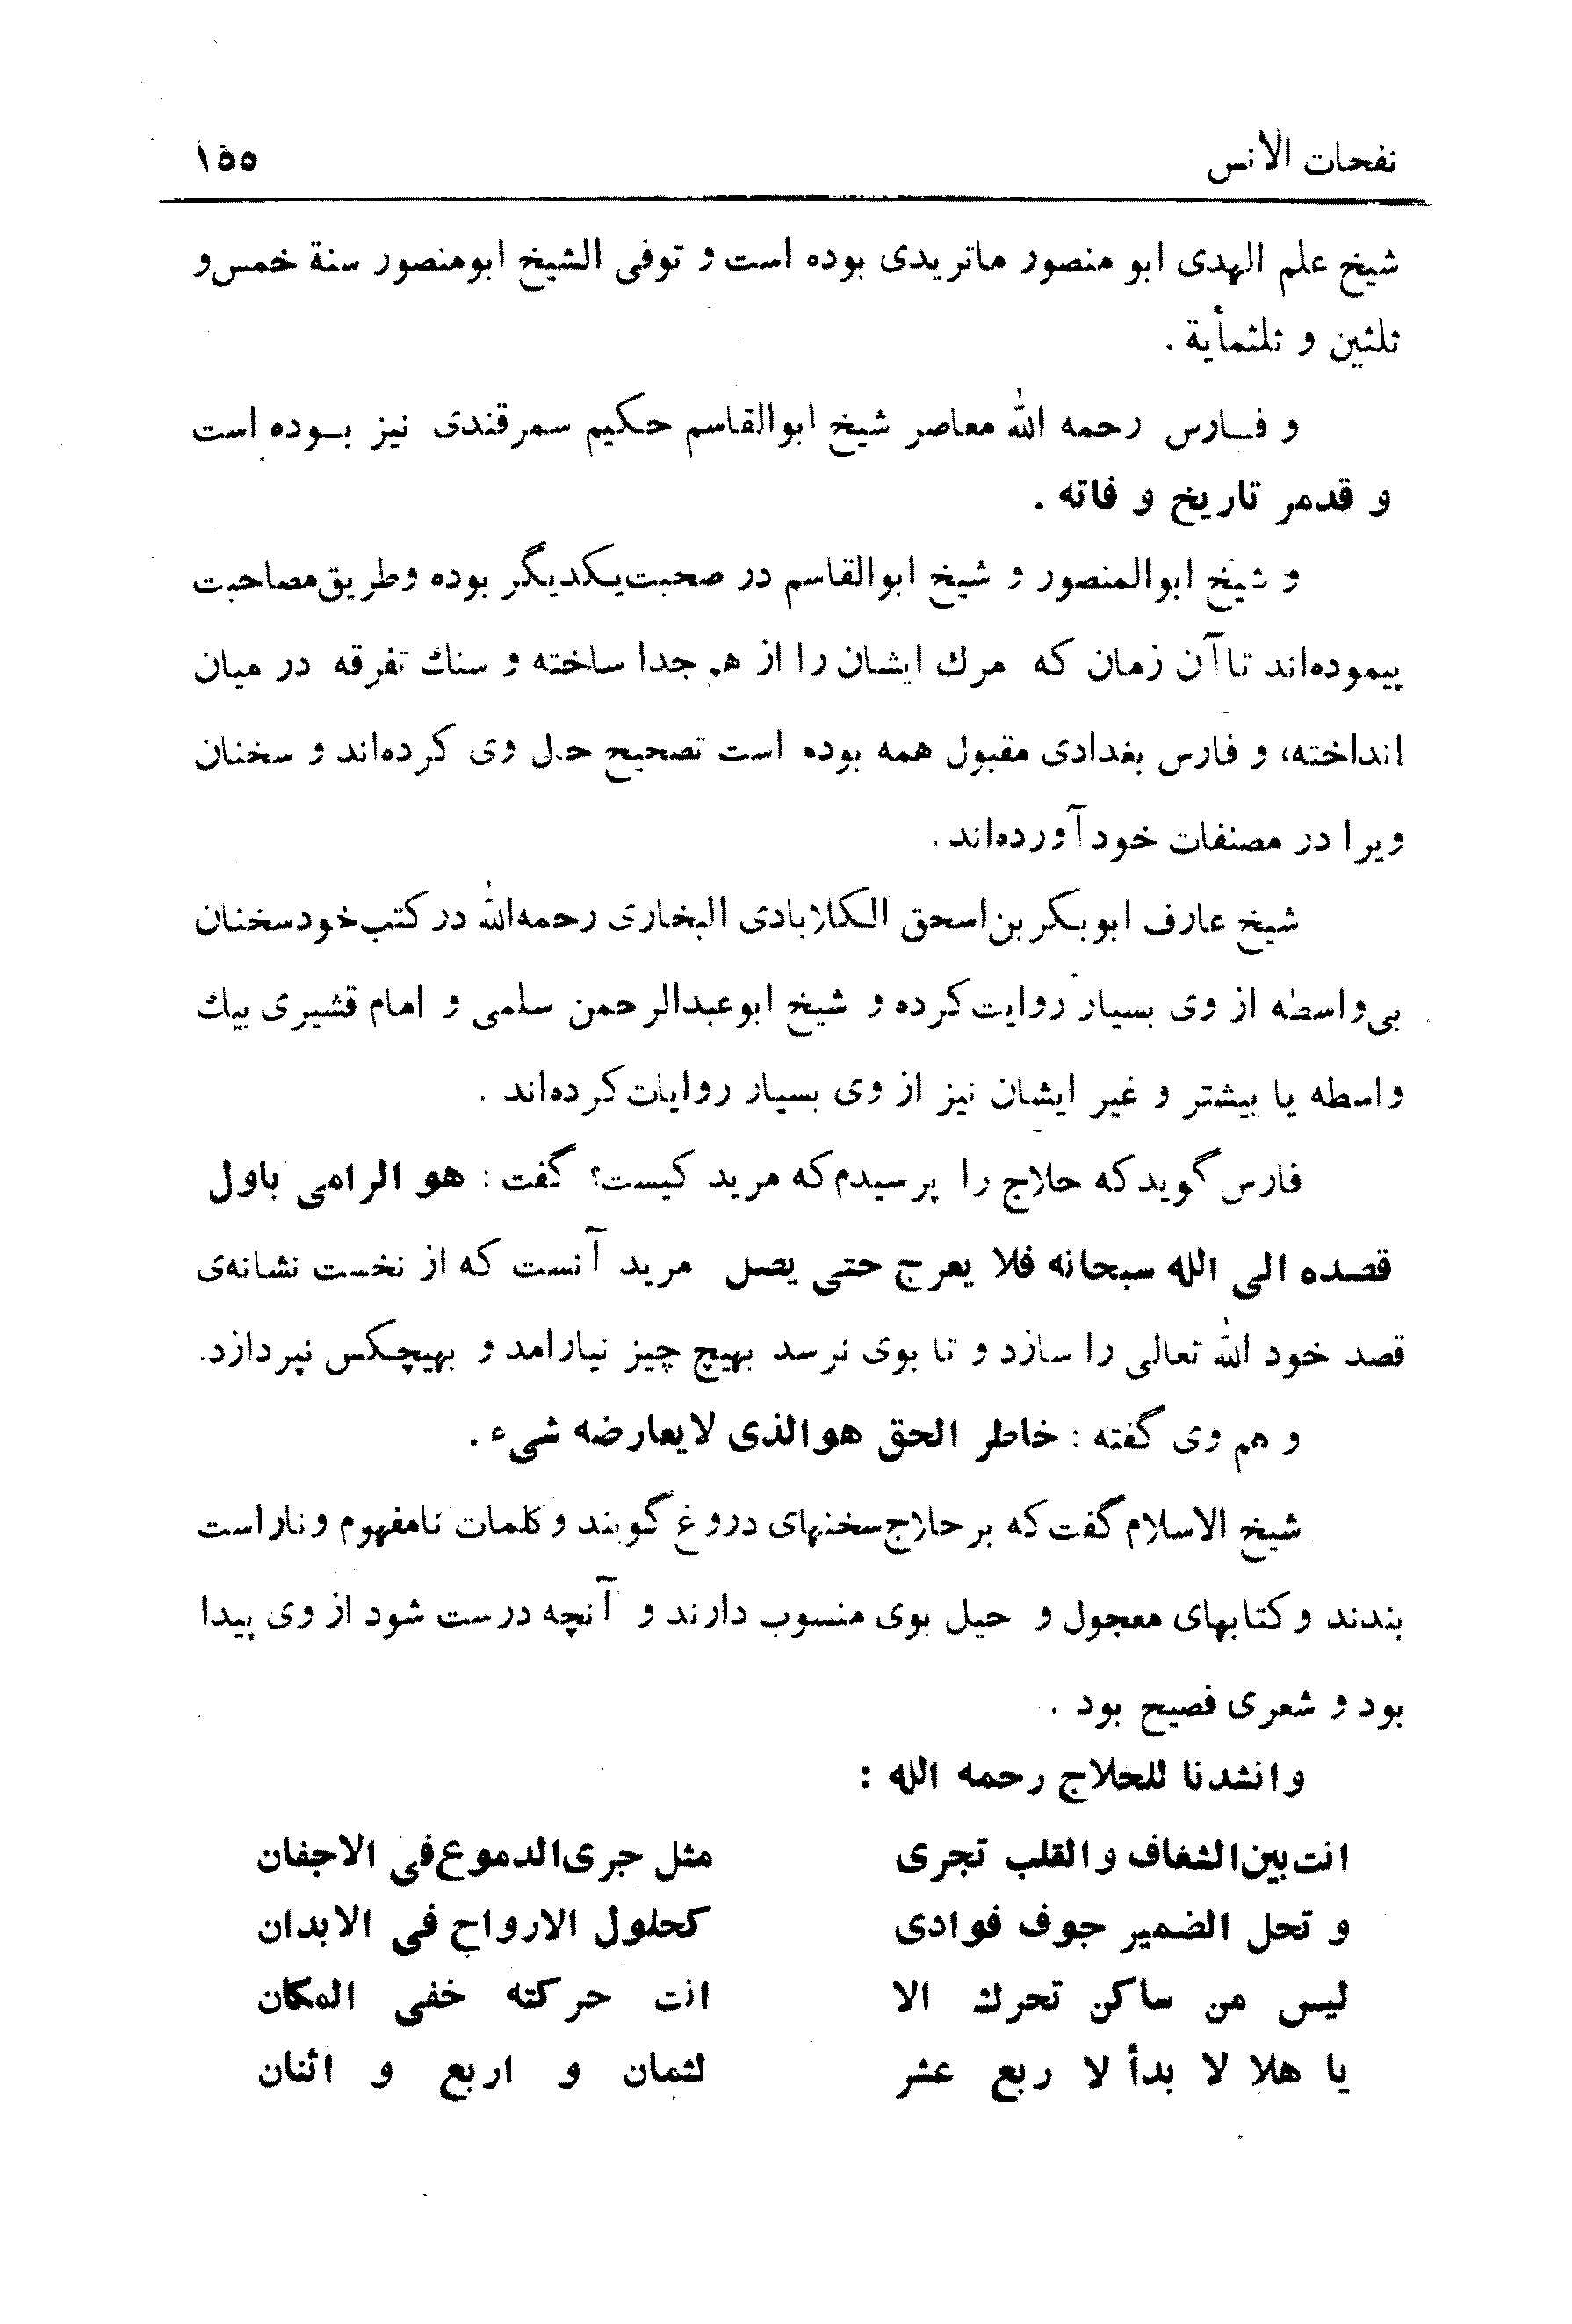 نفحات الانس ۱۵۵
شیخ علم الهدی ابو منصور ماتریدی بوده است و توفی الشیخ ابومنصور سنة خمس و
ثلثین و ثلثمأیة .
و فـارس رحمه الله معاصر شیخ ابوالقاسم حکیم سمرقندی نیز بـوده است
و قدمر تاریخ و فاته .
و شیخ ابوالمنصور و شیخ ابوالقاسم در صحبت یکدیگر بوده وطریق مصاحبت
پیموده‌اند تا آن زمان که مرك ایشان را از هم جدا ساخته و سنك تفرقه در میان
انداخته، و فارس بغدادی مقبول همه بوده است تصحیح حال وی کرده‌اند و سخنان
ویرا در مصنفات خود آورده‌اند .
شیخ عارف ابوبکر بن اسحق الکلابادی البخاری رحمه‌الله در کتب خود سخنان
بی‌واسطه از وی بسیار روایت کرده و شیخ ابوعبدالرحمن سلمی و امام قشیری بیك
واسطه یا بیشتر و غیر ایشان نیز از وی بسیار روایات کرده‌اند .
فارس گوید که حلاج را پرسیدم که مرید کیست؟ گفت : هو الرامی باول
قصده الی الله سبحانه فلا یعرج حتی یصل مرید آنست که از نخست نشانه‌ی
قصد خود الله تعالی را سازد و تا بوی نرسد بهیچ چیز نیارامد و بهیچکس نپردازد.
و هم وی گفته : خاطر الحق هوالذی لایعارضه شیء .
شیخ الاسلام گفت که بر حلاج سخنهای دروغ گویند و کلمات نامفهوم و ناراست
بندند و کتابهای معجول و حیل بوی منسوب دارند و آنچه درست شود از وی پیدا
بود و شعری فصیح بود .
وانشدنا للحلاج رحمه الله :
انت بین الشغاف والقلب تجری مثل جری الدموع فی الاجفان
و تحل الضمیر جوف فوادی کحلول الارواح فی الابدان
لیس من ساکن تحرك الا انت حرکته خفی المکان
یا هلا لا بدأ لا ربع عشر لثمان و اربع و اثنان